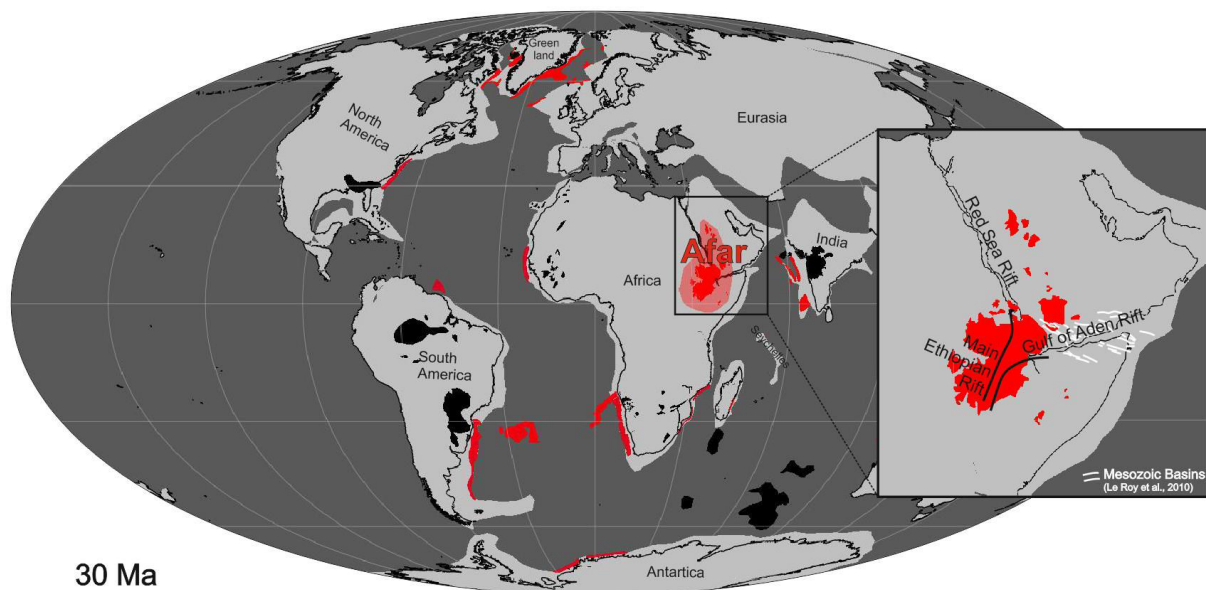 Green
land
North
America
Eurasia
Afar
India
Africa
South
America
Seychelles
Antartica
30 Ma
Red Sea Rift
Gulf of Aden Rift
Main
Ethiopian
Rift
Mesozoic Basins
(Le Roy et al., 2010)